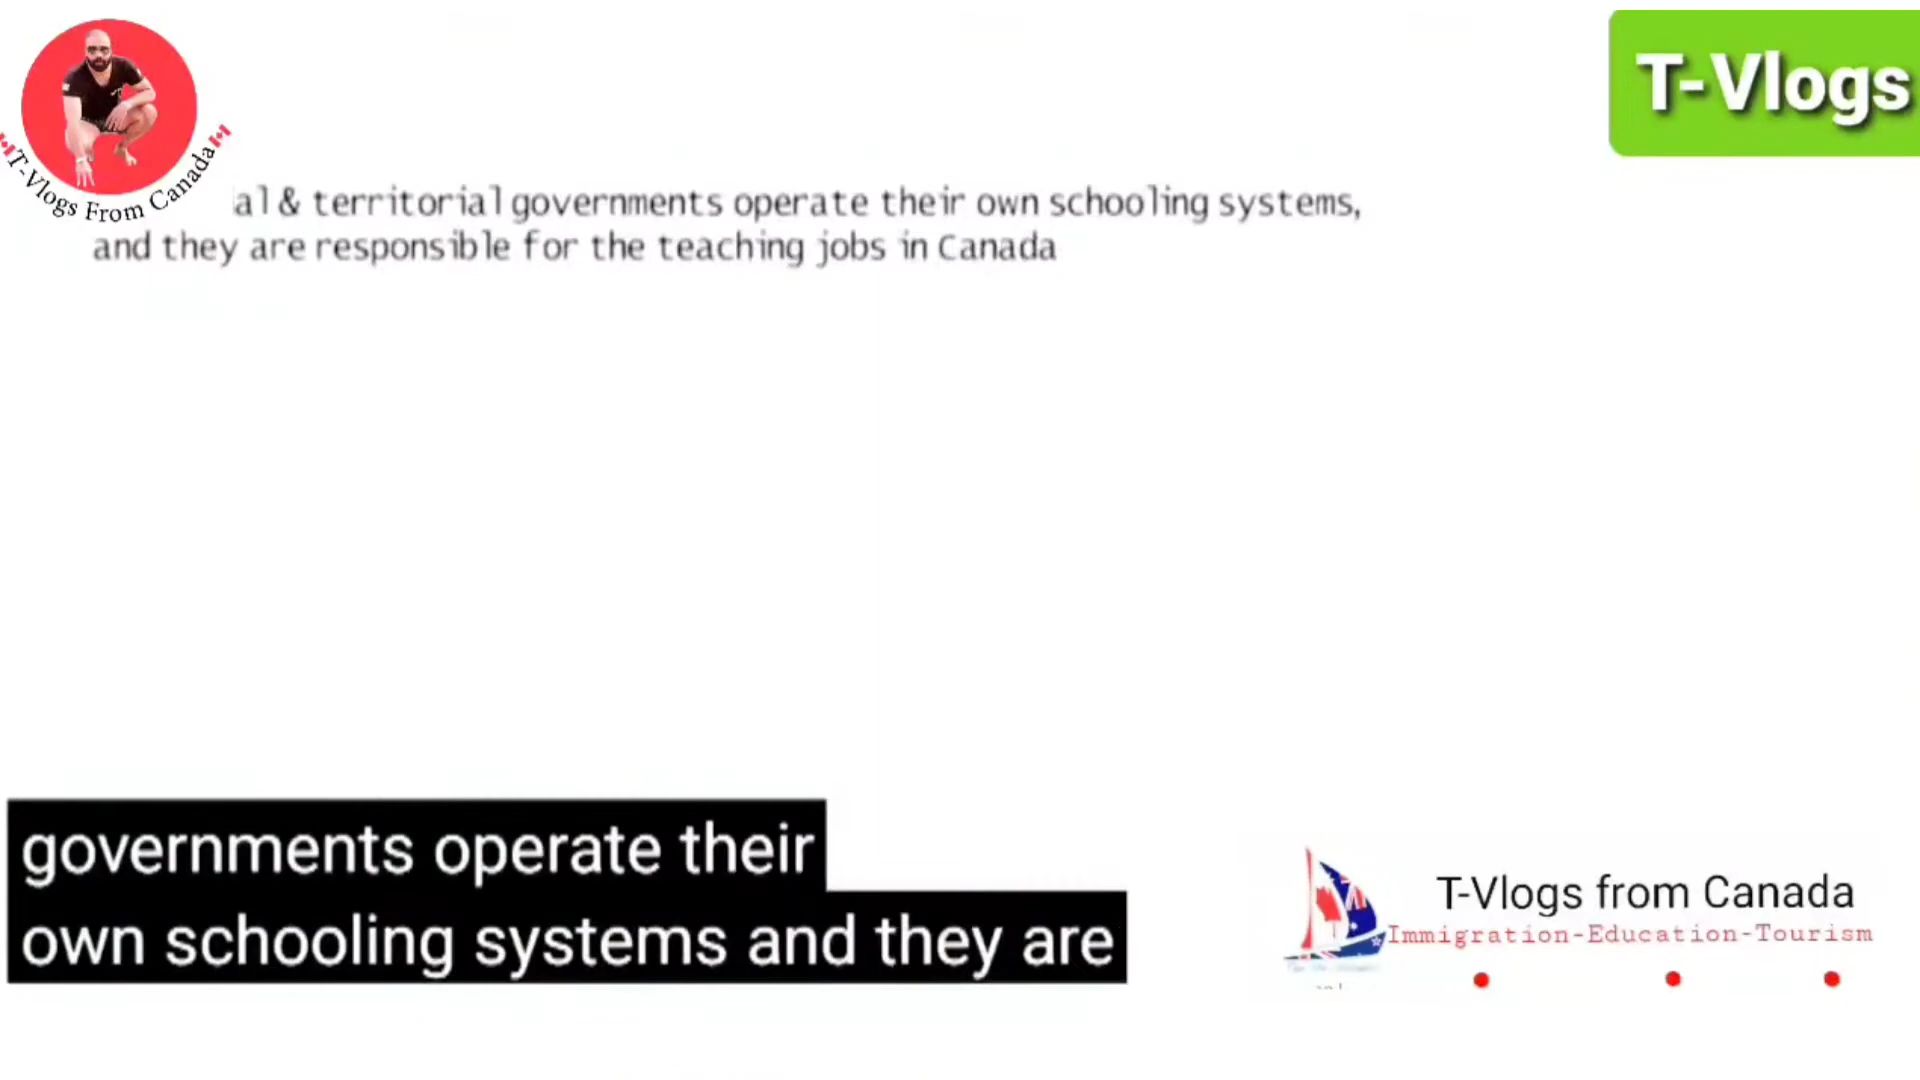 T-Vlogs From Canada
T-Vlogs
al & territorial governments operate their own schooling systems,
and they are responsible for the teaching jobs in Canada
governments operate their
own schooling systems and they are
T-Vlogs from Canada
Immigration-Education-Tourism